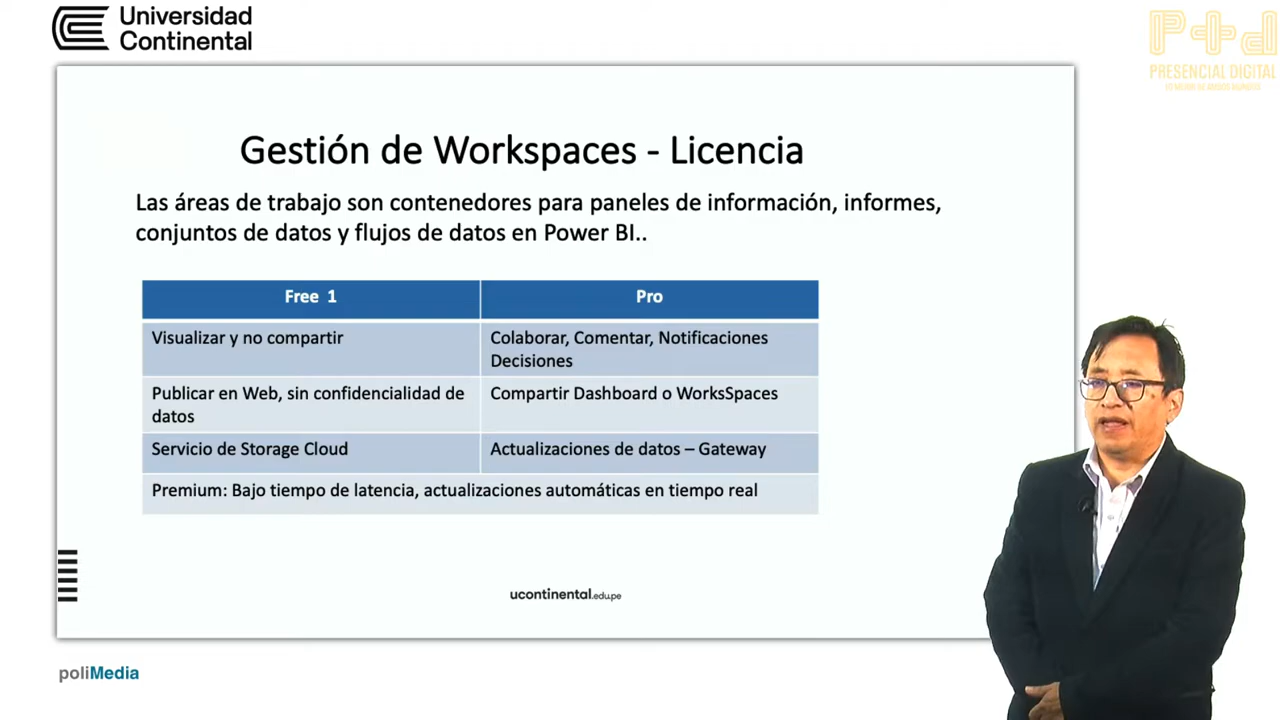 Universidad
Continental
P+d
PRESENCIAL DIGITAL
Gestión de Workspaces - Licencia
Las áreas de trabajo son contenedores para paneles de información, informes,
conjuntos de datos y flujos de datos en Power BI..
Free 1
Pro
Visualizar y no compartir
Colaborar, Comentar, Notificaciones
Decisiones
Publicar en Web, sin confidencialidad de
datos
Compartir Dashboard o WorksSpaces
Servicio de Storage Cloud
Actualizaciones de datos – Gateway
Premium: Bajo tiempo de latencia, actualizaciones automáticas en tiempo real
ucontinental.edu.pe
poliMedia